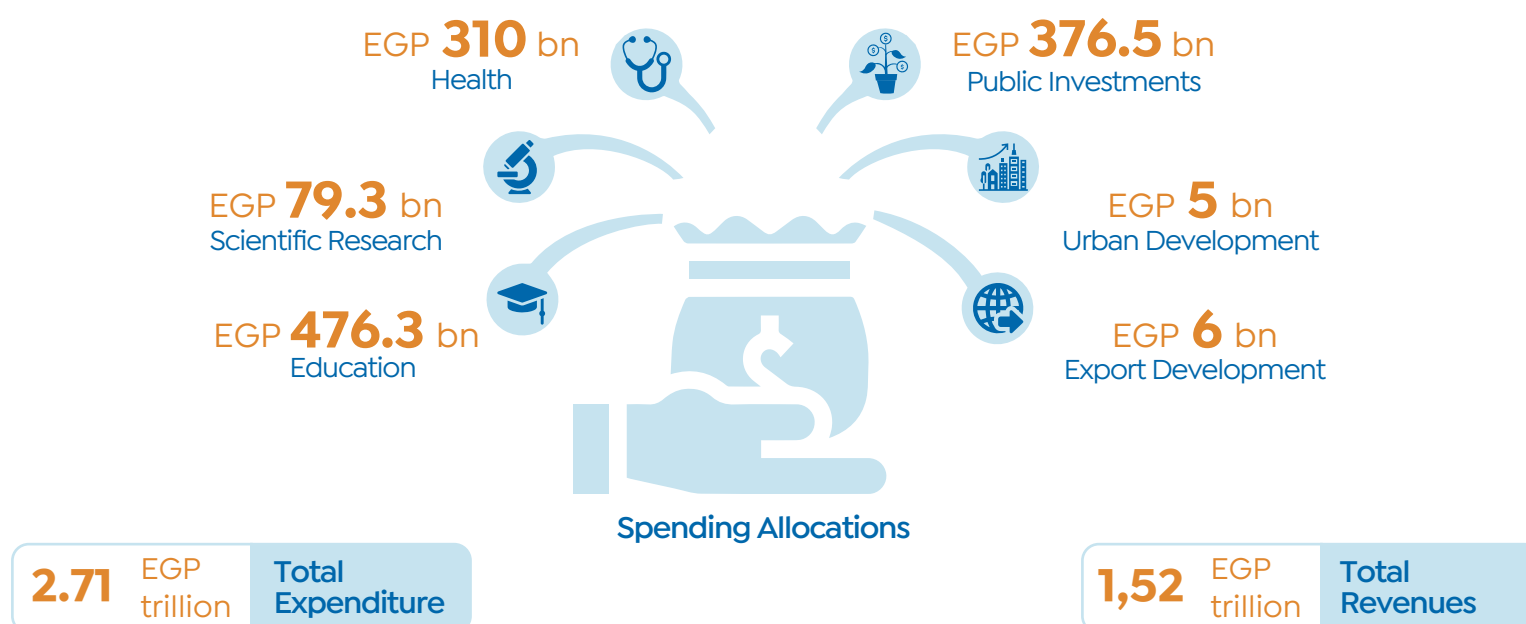 EGP 310 bn
Health
EGP 376.5 bn
Public Investments
EGP 79.3 bn
Scientific Research
EGP 5 bn
Urban Development
EGP 476.3 bn
Education
EGP 6 bn
Export Development
Spending Allocations
2.71 EGP trillion
Total Expenditure
1,52 EGP trillion
Total Revenues